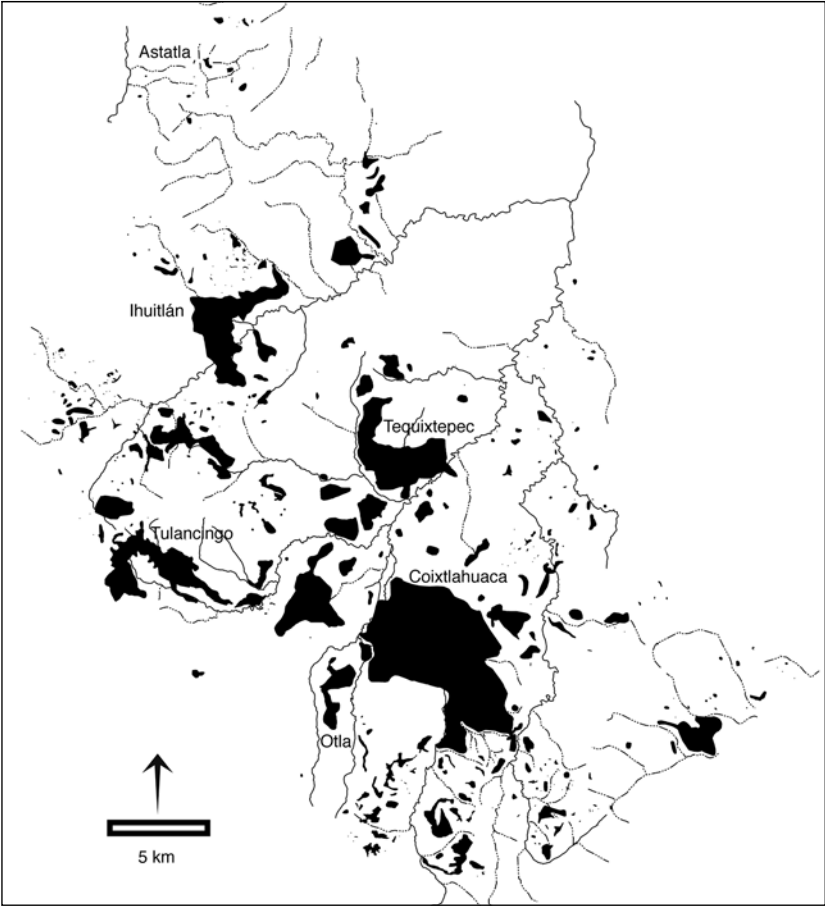 Astatla
Ihuitlán
Tequixtepec
Tulancingo
Coixtlahuaca
Otla
5 km